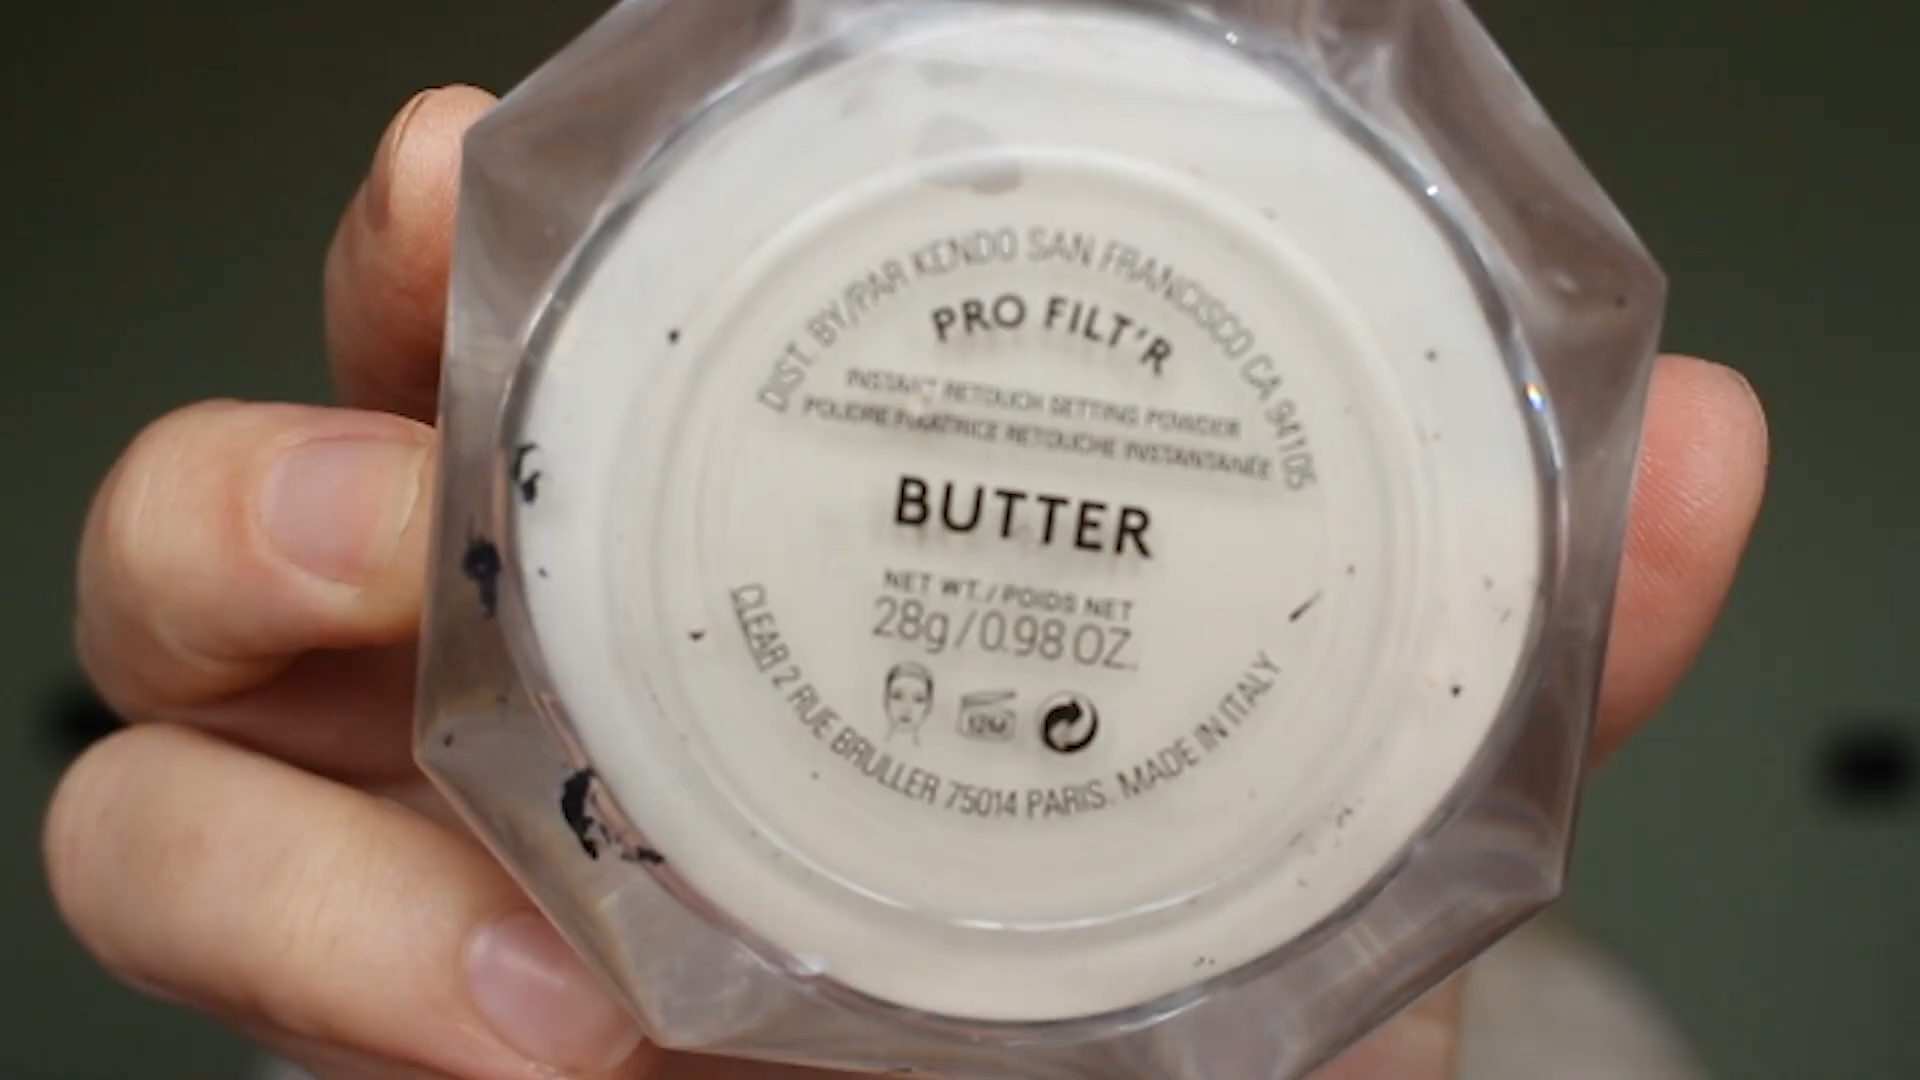 DIST. BY/PAR KENDO SAN FRANCISCO CA 94105
PRO FILT'R
INSTANT RETOUCH SETTING POWDER
POUDRE FIXATRICE RETOUCHE INSTANTANÉE
BUTTER
NET WT. / POIDS NET
28g / 0.98 OZ.
12M
CLEAR 2 RUE BRULLER 75014 PARIS. MADE IN ITALY